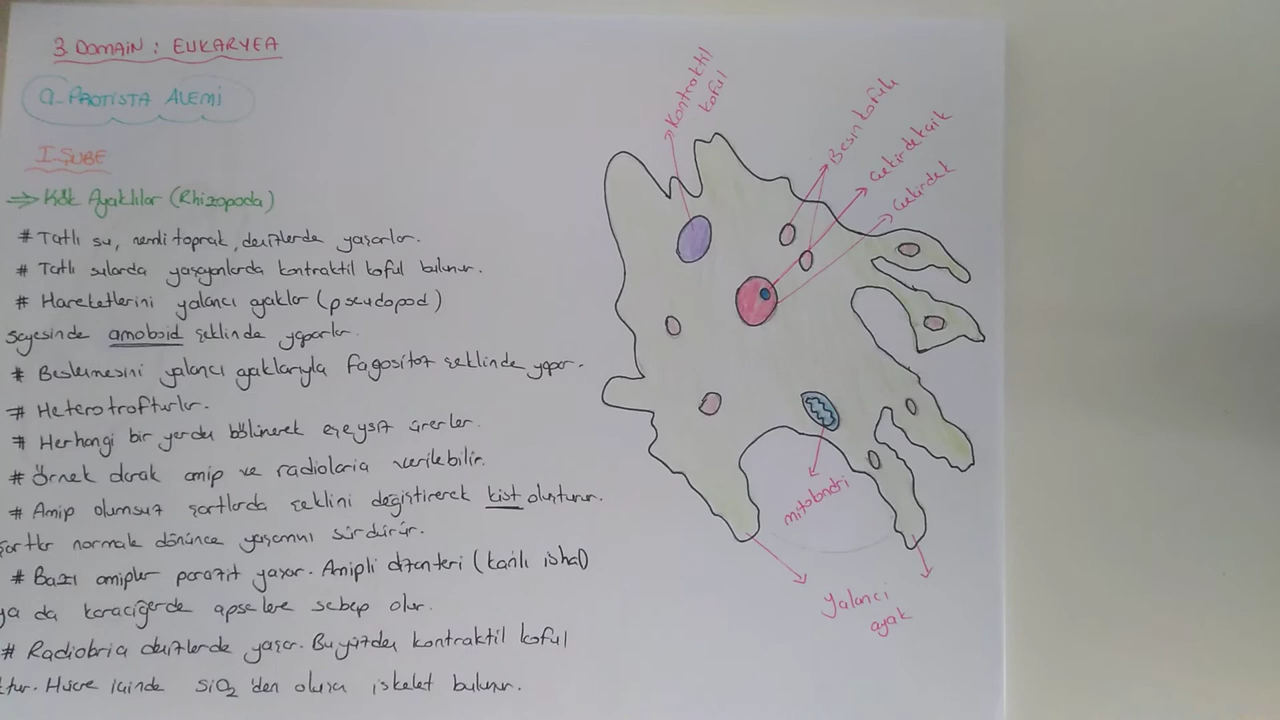 3. DOMAIN : EUKARYEA
a- PROTISTA ALEMİ
I. ŞUBE
⇒ Kök Ayaklılar (Rhizopoda)
# Tatlı su, nemli toprak, denizlerde yaşarlar.
# Tatlı sularda yaşayanlarda kontraktil koful bulunur.
# Hareketlerini yalancı ayaklar (pseudopod)
sayesinde amoboid şeklinde yaparlar.
# Beslenmesini yalancı ayaklarıyla fagositoz şeklinde yapar.
# Heterotrofturlar.
# Herhangi bir yerden bölünerek eşeysiz ürerler.
# Örnek olarak amip ve radiolaria verilebilir.
# Amip olumsuz şartlarda şeklini değiştirerek kist oluşturur.
Şartlar normale dönünce yaşamını sürdürür.
# Bazı amipler parazit yaşar. Amipli dizanteri (kanlı ishal)
ya da karaciğerde apselere sebep olur.
# Radiolaria denizlerde yaşar. Bu yüzden kontraktil koful
ktur. Hücre içinde SiO2 'den oluşa iskelet bulunur.
Kontraktil
koful
Besin kofulu
Çekirdekçik
Çekirdek
mitokondri
Yalancı
ayak